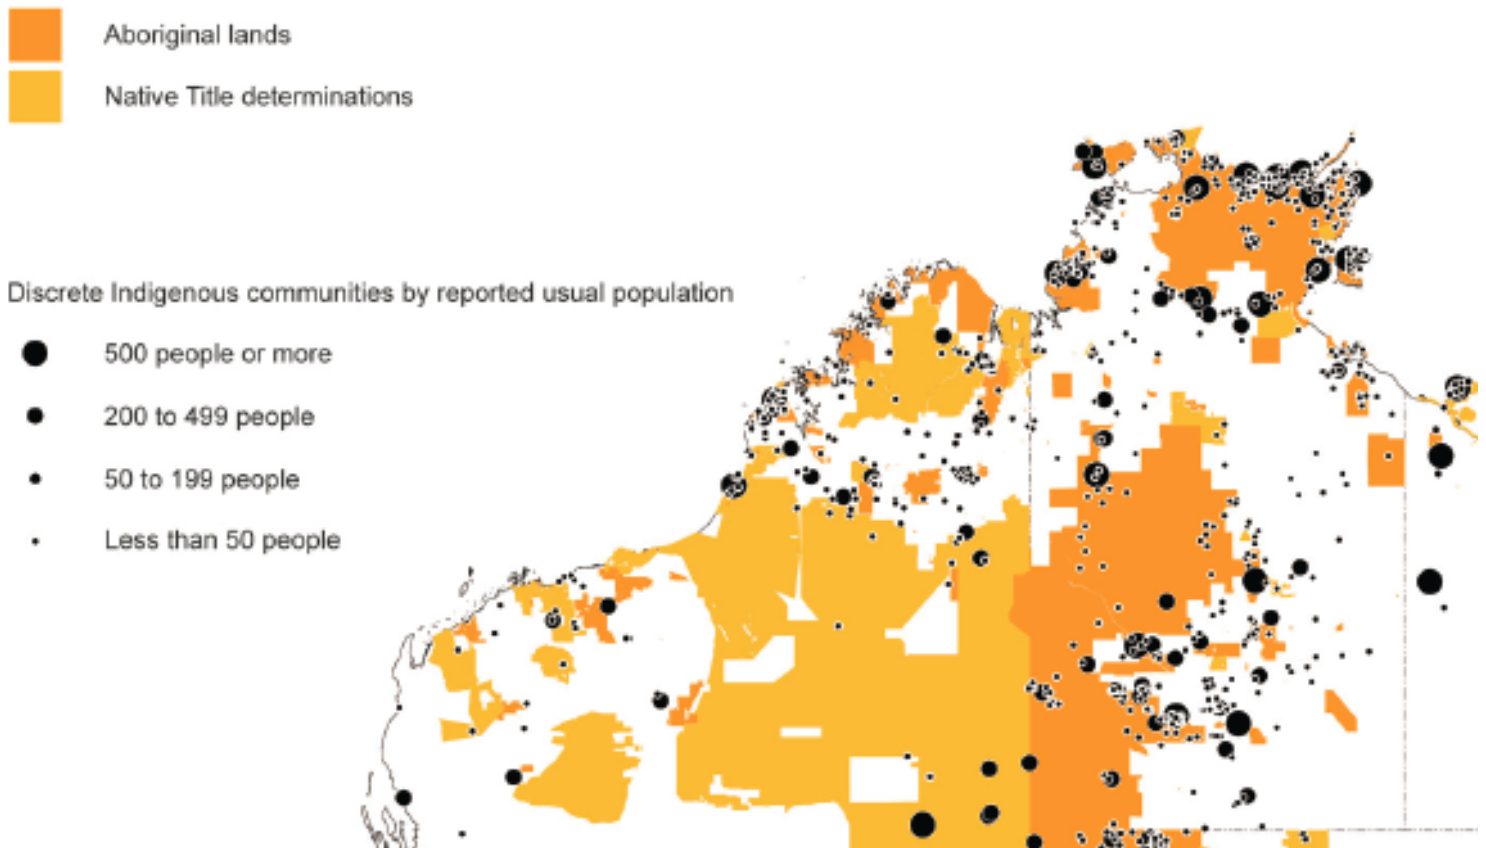 Aboriginal lands
Native Title determinations
Discrete Indigenous communities by reported usual population
500 people or more
200 to 499 people
50 to 199 people
Less than 50 people